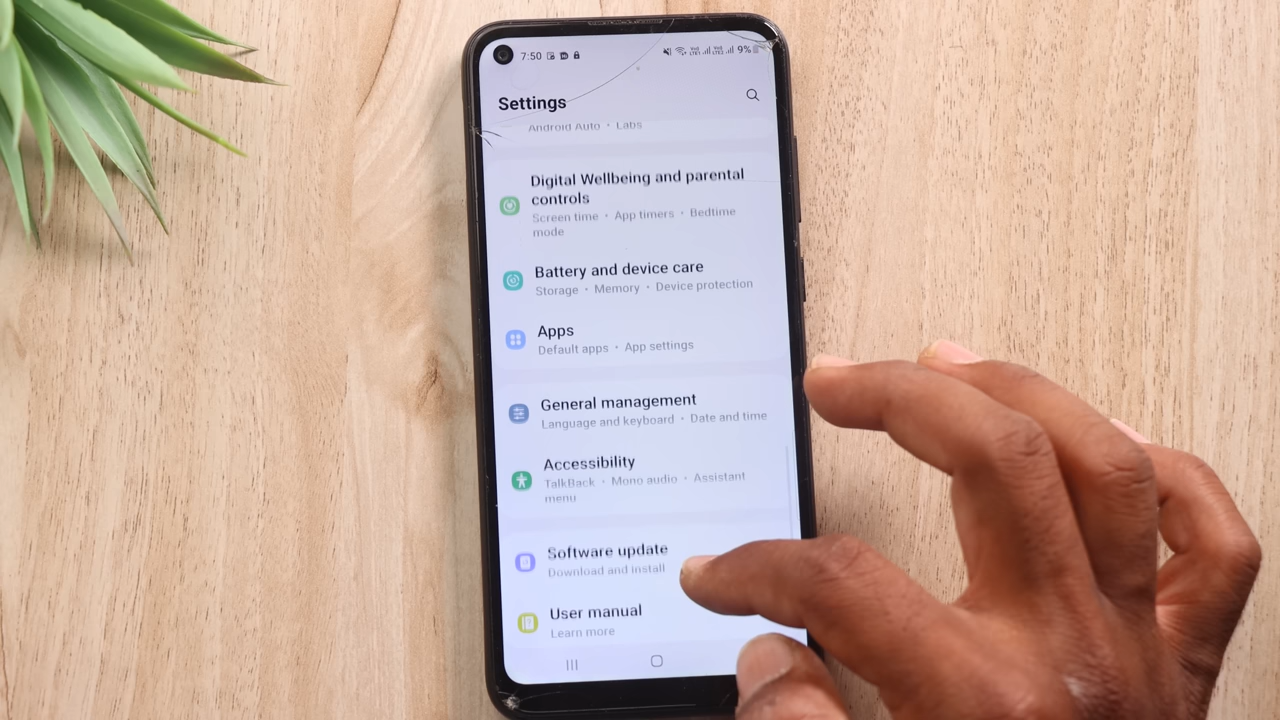 7:50 9%
Settings
Android Auto • Labs
Digital Wellbeing and parental
controls
Screen time • App timers • Bedtime
mode
Battery and device care
Storage • Memory • Device protection
Apps
Default apps • App settings
General management
Language and keyboard • Date and time
Accessibility
TalkBack • Mono audio • Assistant
menu
Software update
Download and install
User manual
Learn more